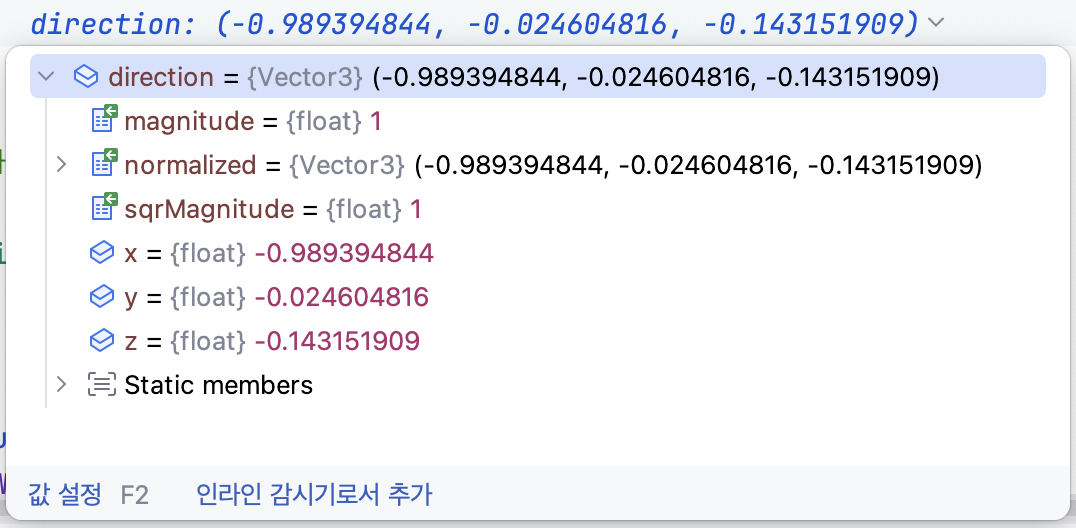 direction: (-0.989394844, -0.024604816, -0.143151909)
direction = {Vector3} (-0.989394844, -0.024604816, -0.143151909)
magnitude = {float} 1
normalized = {Vector3} (-0.989394844, -0.024604816, -0.143151909)
sqrMagnitude = {float} 1
x = {float} -0.989394844
y = {float} -0.024604816
z = {float} -0.143151909
Static members
값 설정 F2 인라인 감시기로서 추가